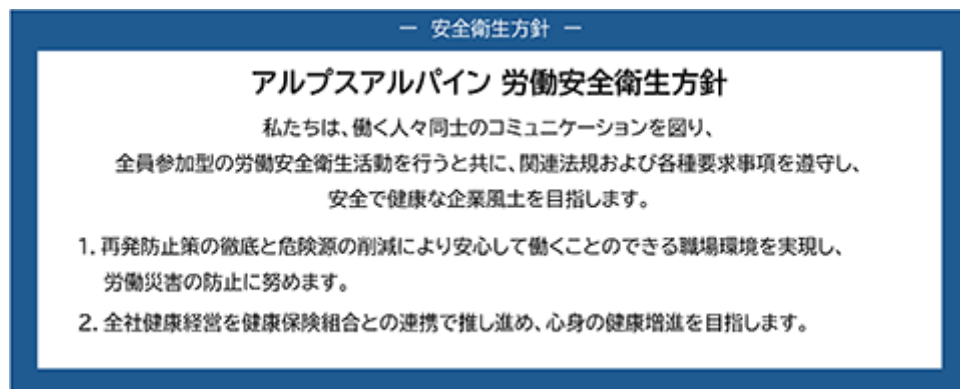 ― 安全衛生方針 ―
アルプスアルパイン 労働安全衛生方針
私たちは、働く人々同士のコミュニケーションを図り、
全員参加型の労働安全衛生活動を行うと共に、関連法規および各種要求事項を遵守し、
安全で健康な企業風土を目指します。
1. 再発防止策の徹底と危険源の削減により安心して働くことのできる職場環境を実現し、
労働災害の防止に努めます。
2. 全社健康経営を健康保険組合との連携で推し進め、心身の健康増進を目指します。